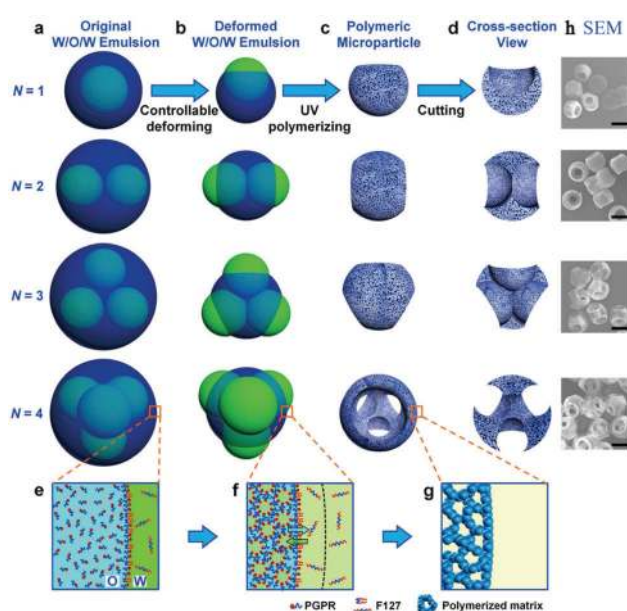 a Original W/O/W Emulsion
b Deformed W/O/W Emulsion
c Polymeric Microparticle
d Cross-section View
h SEM
N = 1
Controllable deforming
UV polymerizing
Cutting
N = 2
N = 3
N = 4
e
O W
f
g
PGPR F127 Polymerized matrix